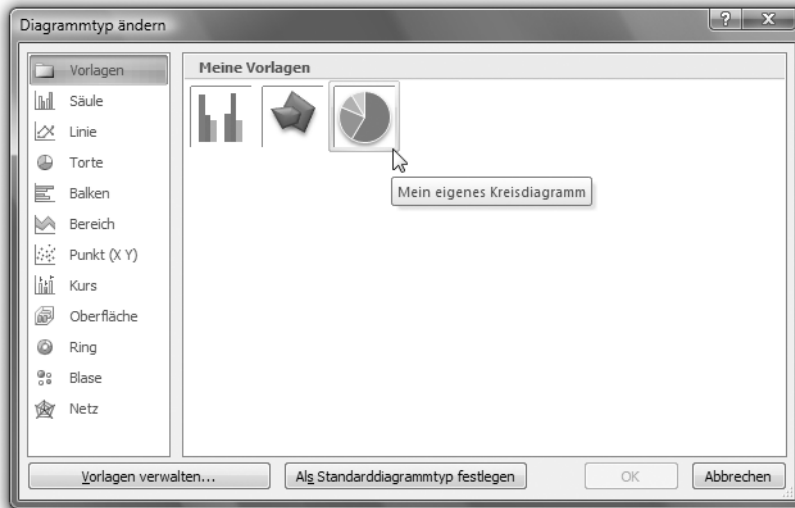 Diagrammtyp ändern
?
X
Vorlagen
Säule
Linie
Torte
Balken
Bereich
Punkt (X Y)
Kurs
Oberfläche
Ring
Blase
Netz
Meine Vorlagen
Mein eigenes Kreisdiagramm
Vorlagen verwalten...
Als Standarddiagrammtyp festlegen
OK
Abbrechen